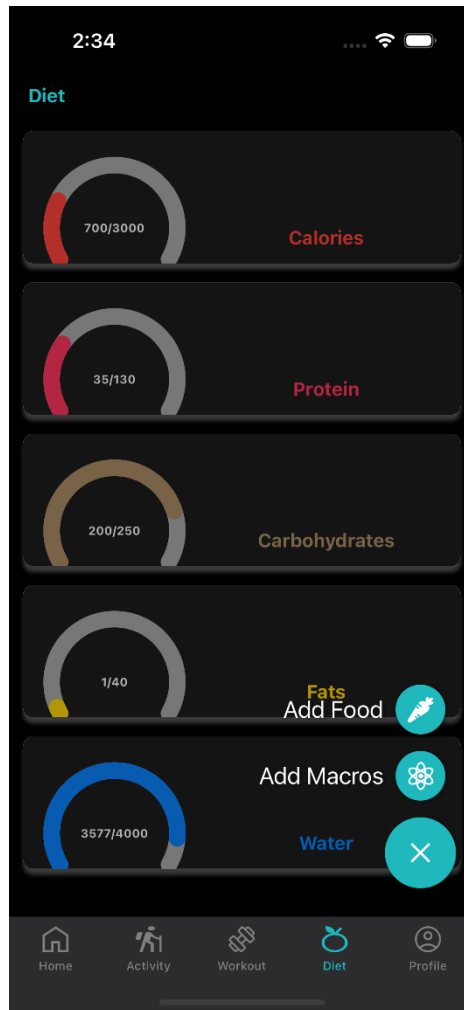 2:34
Diet
700/3000
Calories
35/130
Protein
200/250
Carbohydrates
1/40
Fats
Add Food
Add Macros
3577/4000
Water
Home
Activity
Workout
Diet
Profile